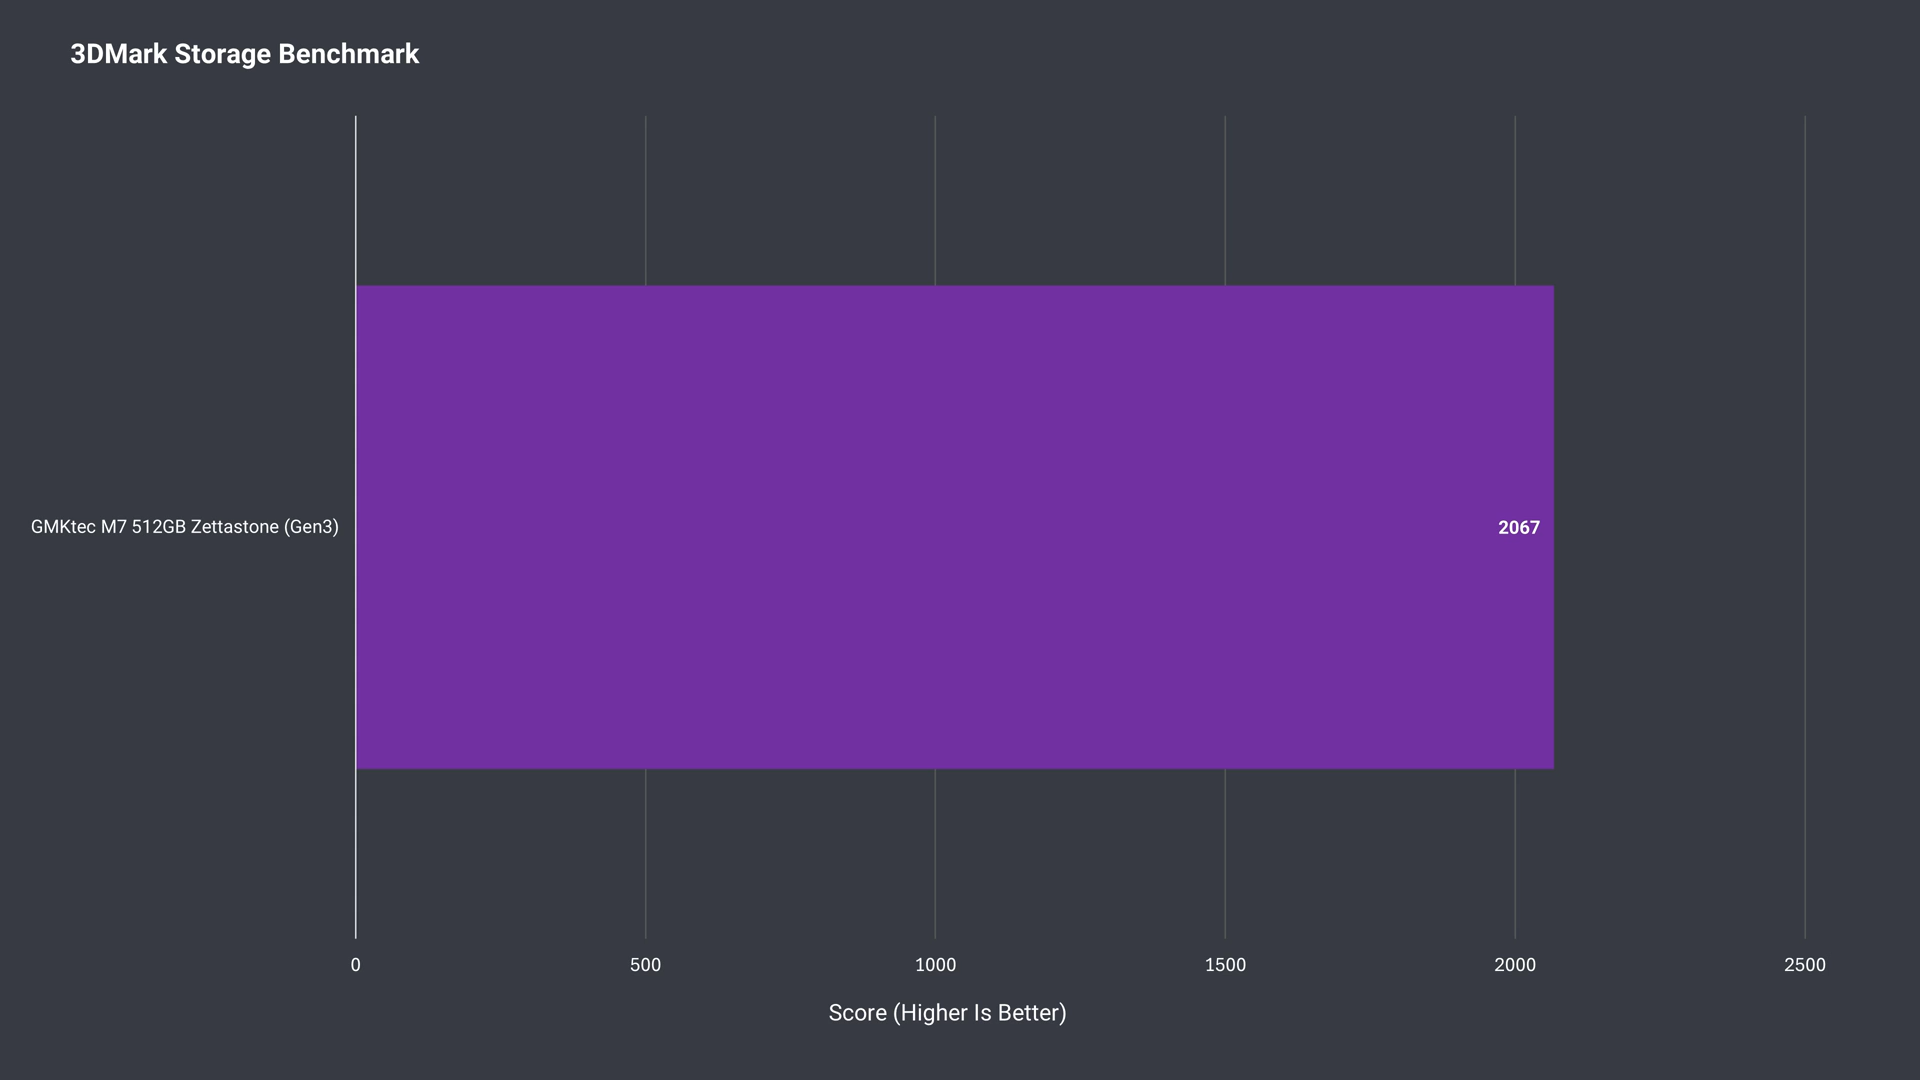 3DMark Storage Benchmark
GMKtec M7 512GB Zettastone (Gen3)
2067
0 500 1000 1500 2000 2500
Score (Higher Is Better)